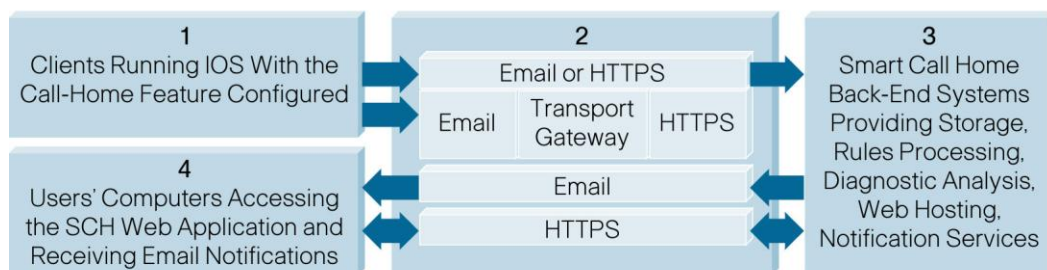 1
Clients Running IOS With the
Call-Home Feature Configured
2
Email or HTTPS
Email
Transport
Gateway
HTTPS
Email
HTTPS
3
Smart Call Home
Back-End Systems
Providing Storage,
Rules Processing,
Diagnostic Analysis,
Web Hosting,
Notification Services
4
Users' Computers Accessing
the SCH Web Application and
Receiving Email Notifications